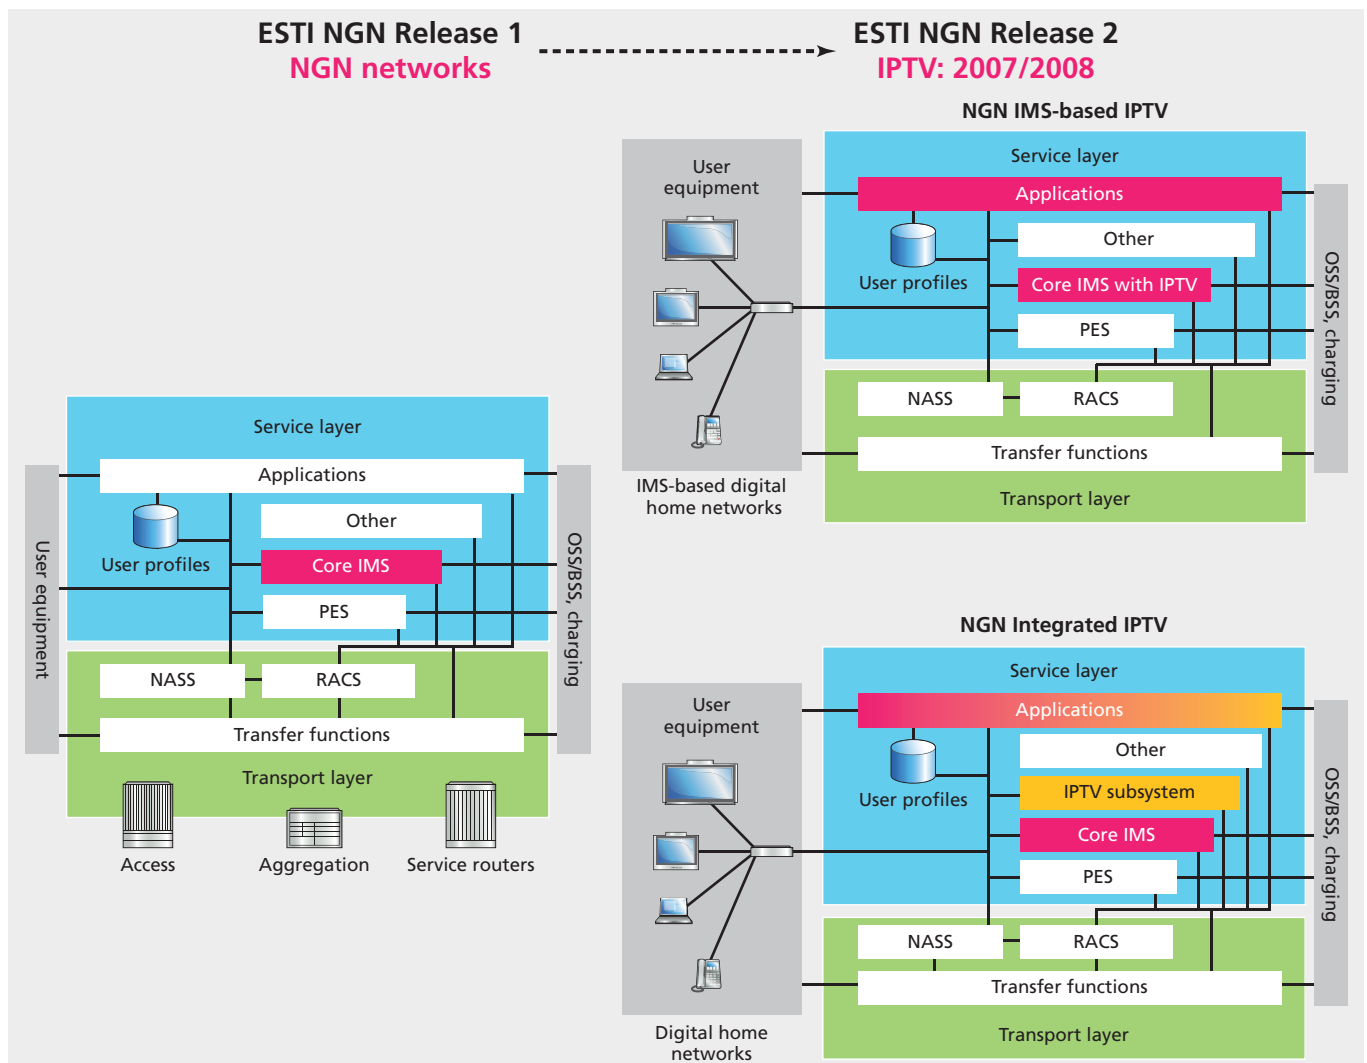 ESTI NGN Release 1
NGN networks
ESTI NGN Release 2
IPTV: 2007/2008
Service layer
Applications
User profiles
Other
Core IMS
PES
NASS
RACS
Transfer functions
Transport layer
User equipment
OSS/BSS, charging
Access
Aggregation
Service routers
NGN IMS-based IPTV
User
equipment
IMS-based digital
home networks
Service layer
Applications
User profiles
Other
Core IMS with IPTV
PES
NASS
RACS
Transfer functions
Transport layer
OSS/BSS, charging
NGN Integrated IPTV
User
equipment
Digital home
networks
Service layer
Applications
User profiles
Other
IPTV subsystem
Core IMS
PES
NASS
RACS
Transfer functions
Transport layer
OSS/BSS, charging